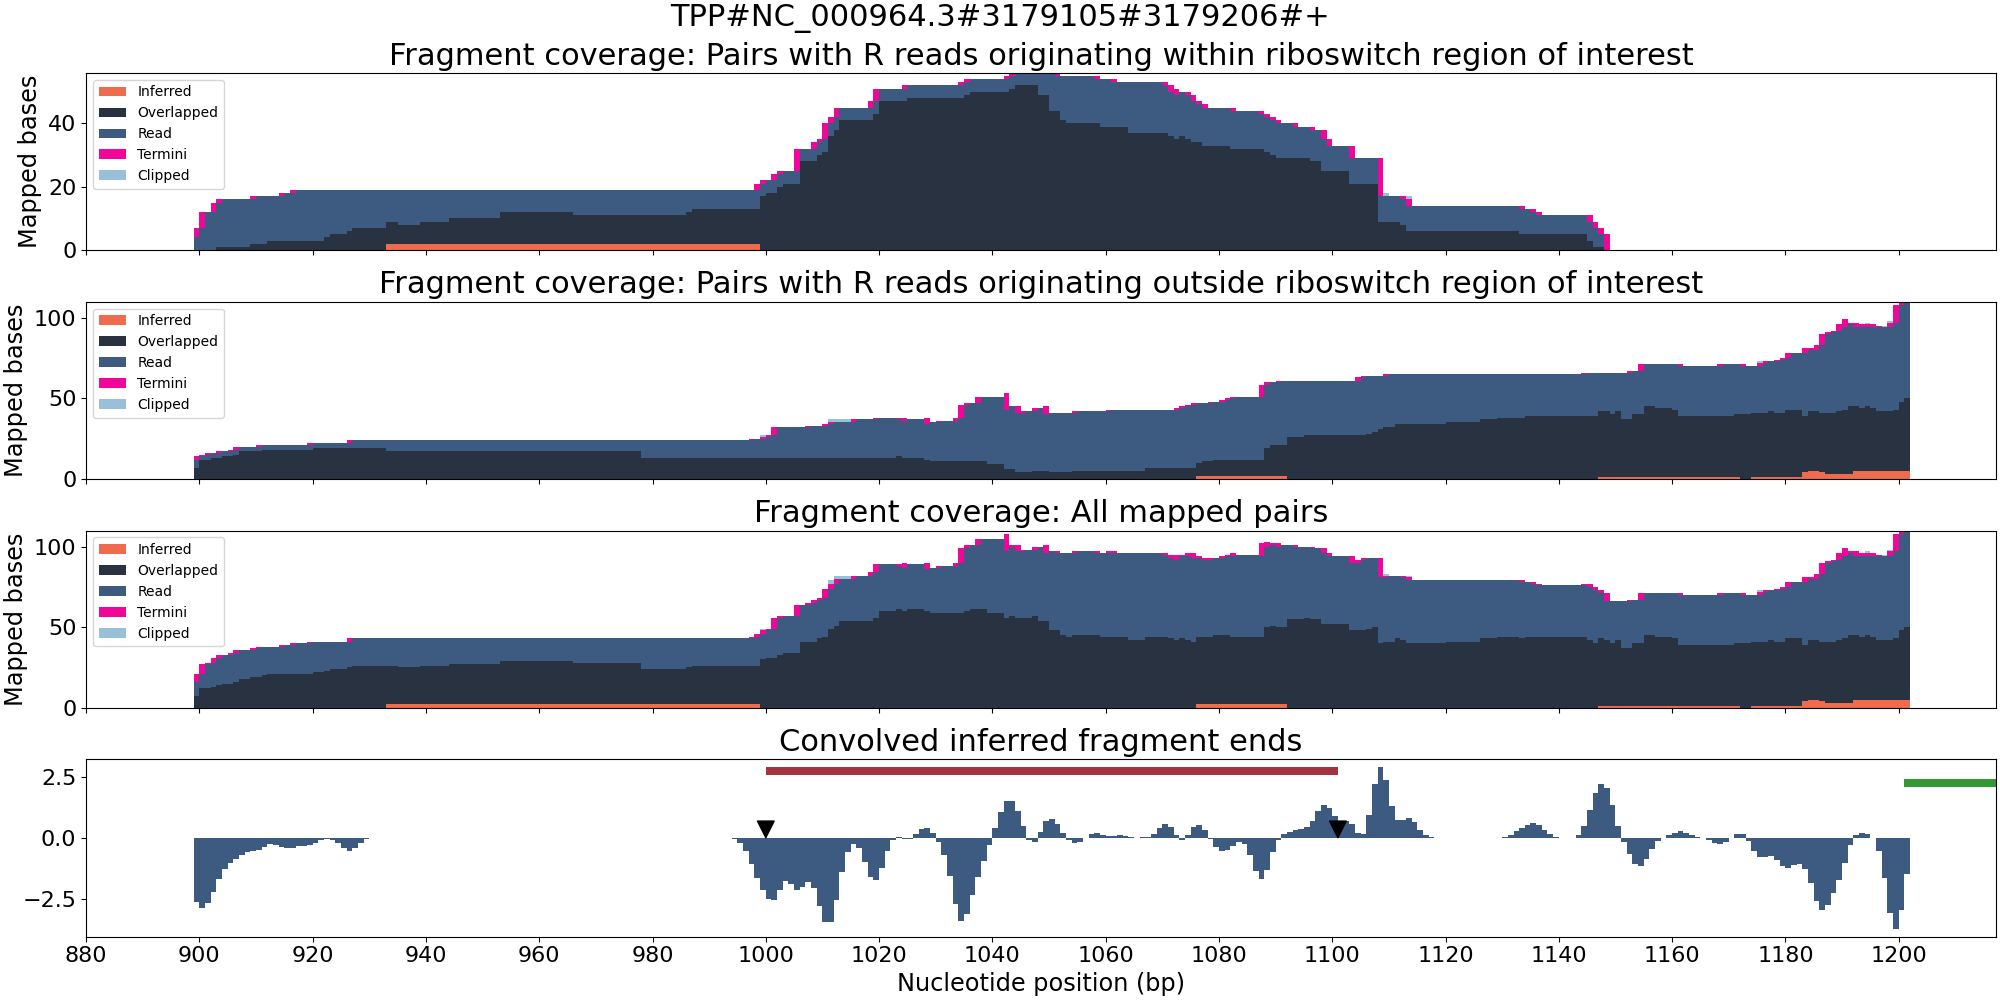 TPP#NC_000964.3#3179105#3179206#+
Fragment coverage: Pairs with R reads originating within riboswitch region of interest
Mapped bases
40
20
0
Inferred
Overlapped
Read
Termini
Clipped
Fragment coverage: Pairs with R reads originating outside riboswitch region of interest
Mapped bases
100
50
0
Inferred
Overlapped
Read
Termini
Clipped
Fragment coverage: All mapped pairs
Mapped bases
100
50
0
Inferred
Overlapped
Read
Termini
Clipped
Convolved inferred fragment ends
2.5
0.0
−2.5
880 900 920 940 960 980 1000 1020 1040 1060 1080 1100 1120 1140 1160 1180 1200
Nucleotide position (bp)